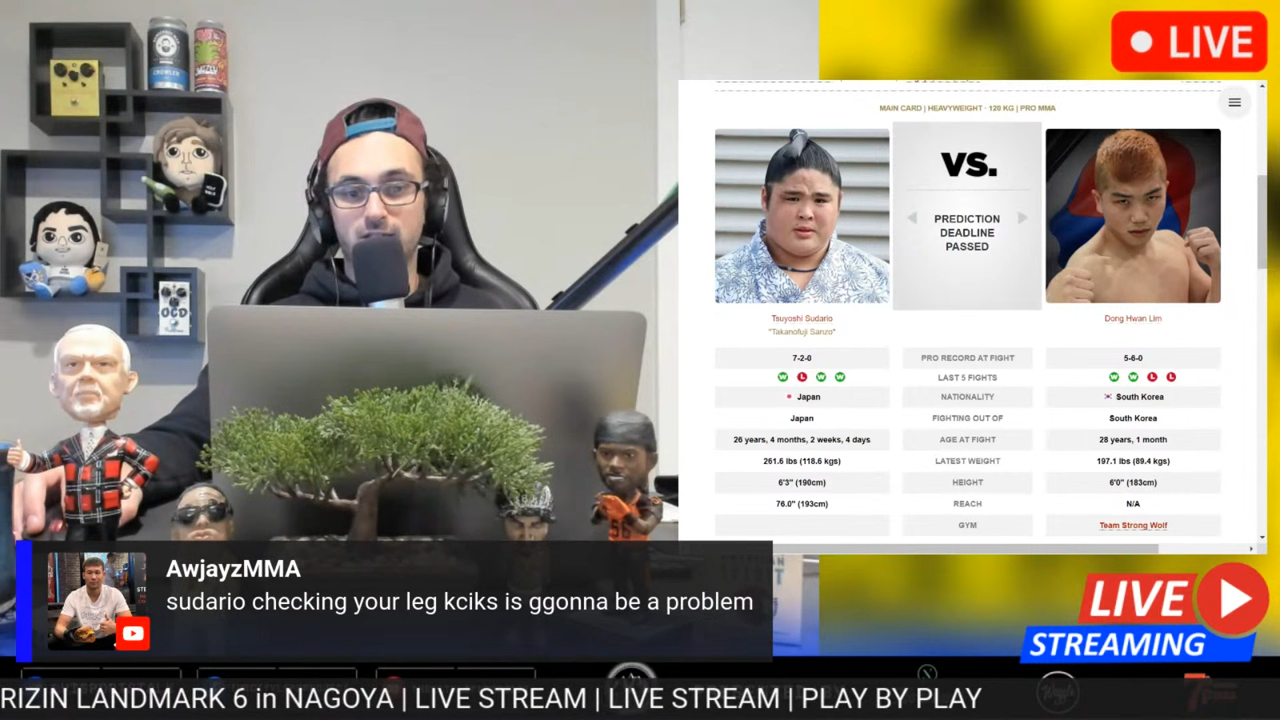 LIVE
MAIN CARD | HEAVYWEIGHT · 120 KG | PRO MMA
VS.
PREDICTION
DEADLINE
PASSED
Tsuyoshi Sudario
"Takanofuji Sanzo"
Dong Hwan Lim
7-2-0 PRO RECORD AT FIGHT 5-6-0
W L W W LAST 5 FIGHTS W W L L
Japan NATIONALITY South Korea
Japan FIGHTING OUT OF South Korea
26 years, 4 months, 2 weeks, 4 days AGE AT FIGHT 28 years, 1 month
261.6 lbs (118.6 kgs) LATEST WEIGHT 197.1 lbs (89.4 kgs)
6'3" (190cm) HEIGHT 6'0" (183cm)
76.0" (193cm) REACH N/A
GYM Team Strong Wolf
CROWLER
OCD
AwjayzMMA
sudario checking your leg kciks is ggonna be a problem
LIVE
STREAMING
RIZIN LANDMARK 6 in NAGOYA | LIVE STREAM | LIVE STREAM | PLAY BY PLAY